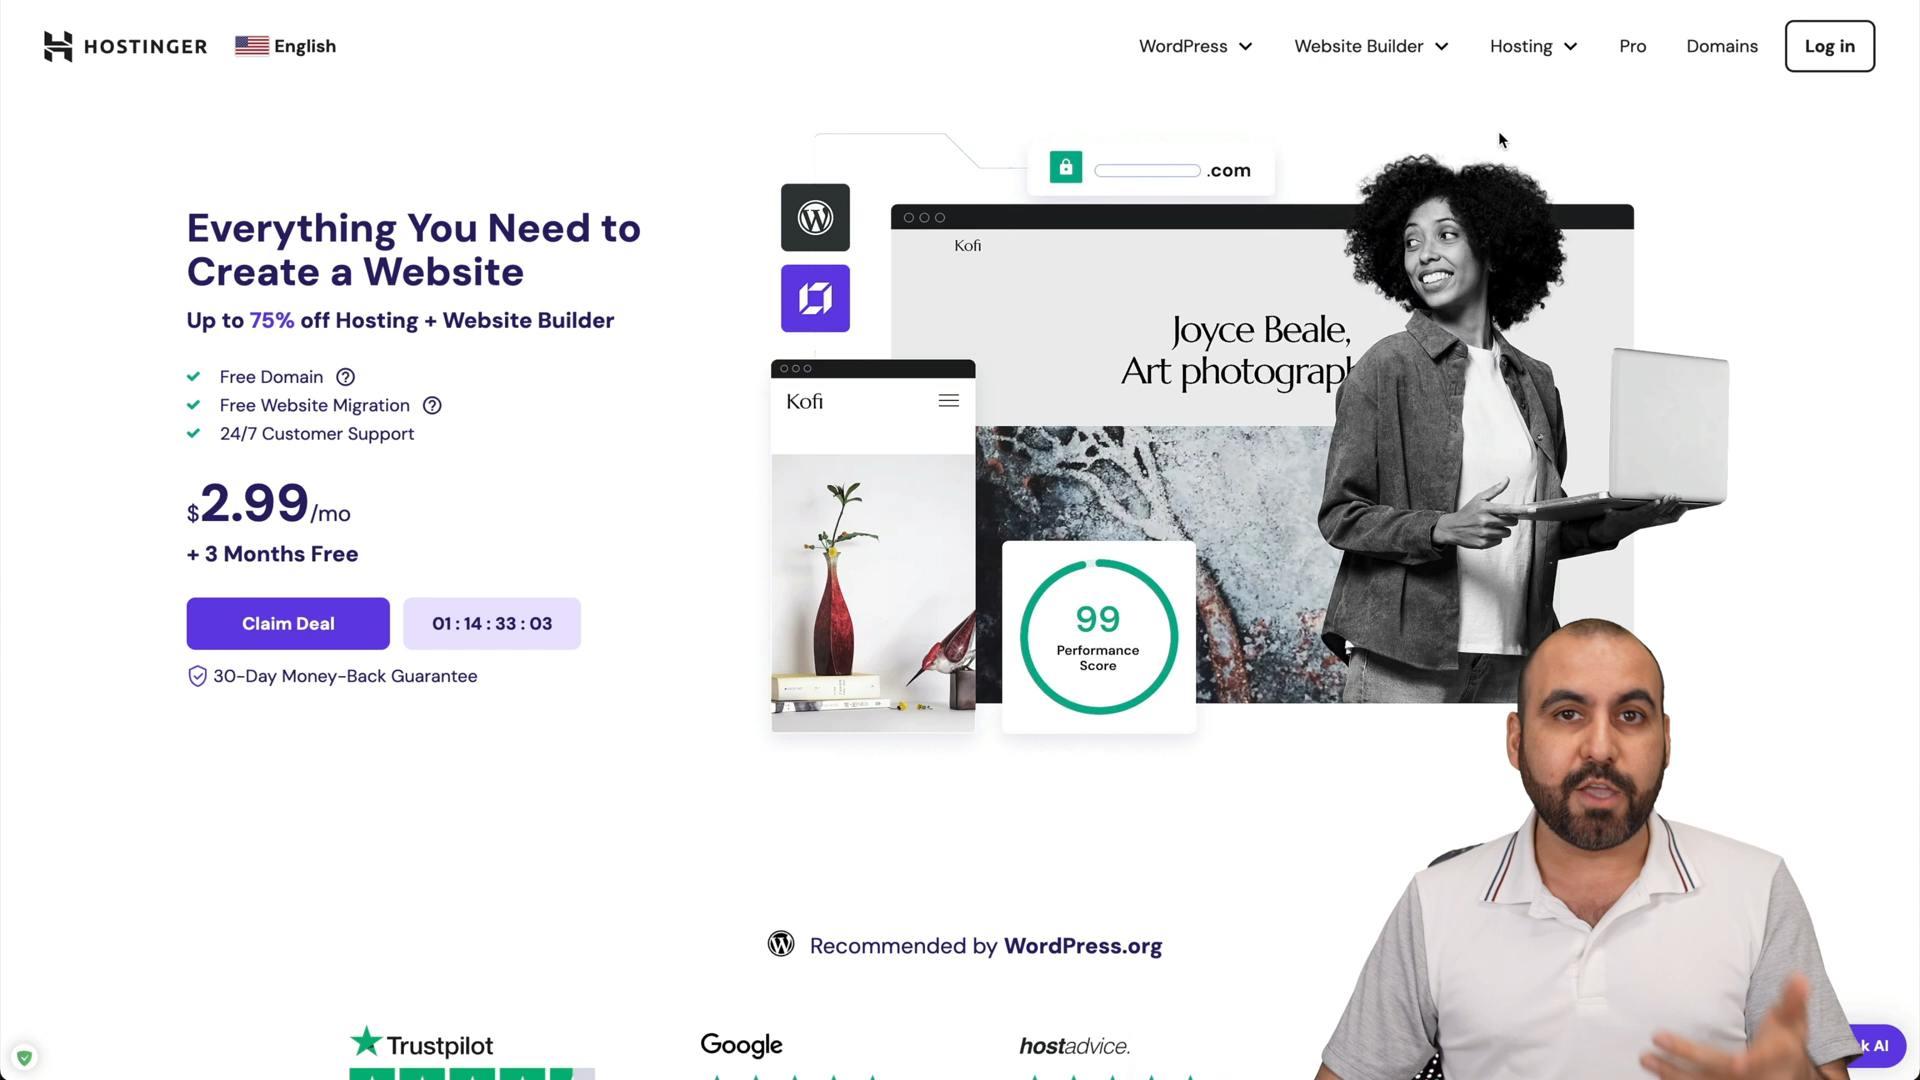 HOSTINGER
English
WordPress
Website Builder
Hosting
Pro
Domains
Log in
.com
Kofi
Joyce Beale,
Art photograph
Kofi
Everything You Need to
Create a Website
Up to 75% off Hosting + Website Builder
Free Domain
Free Website Migration
24/7 Customer Support
$2.99/mo
+ 3 Months Free
Claim Deal
01 : 14 : 33 : 03
30-Day Money-Back Guarantee
99
Performance
Score
Recommended by WordPress.org
Trustpilot
Google
hostadvice.
k AI